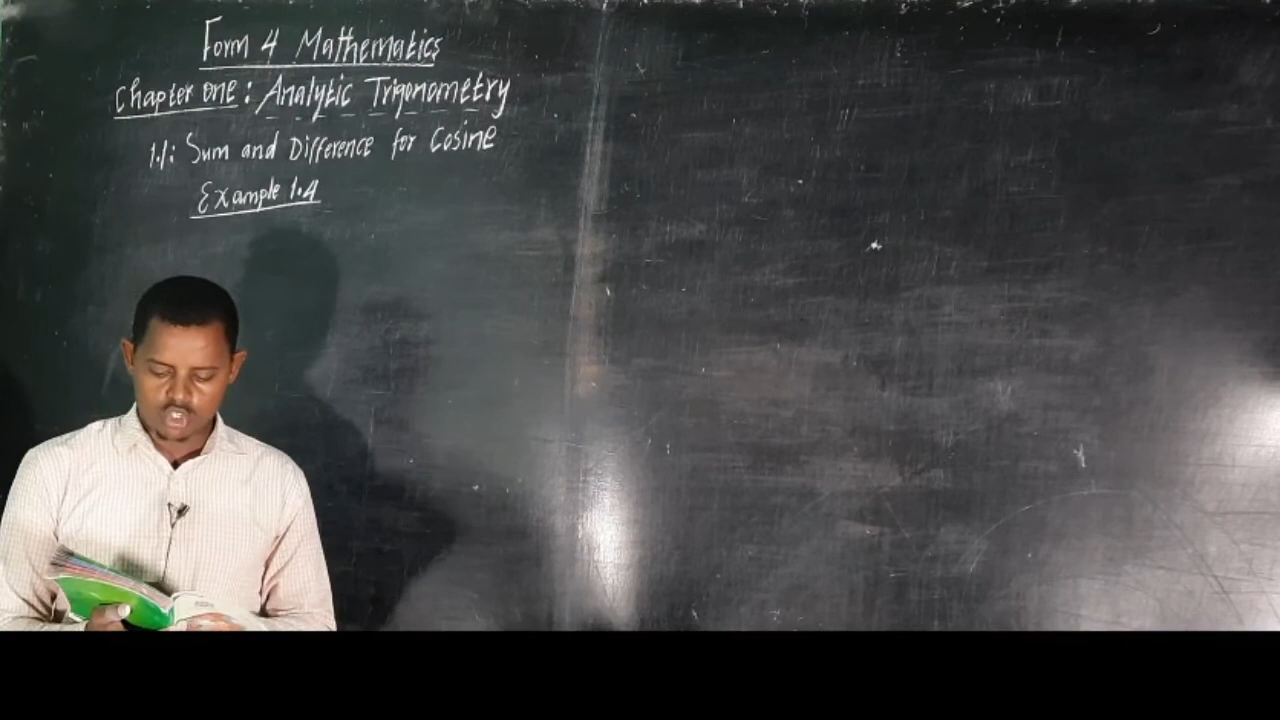 Form 4 Mathematics
Chapter one: Analytic Trigonometry
1.1: Sum and Difference for Cosine
Example 1.4